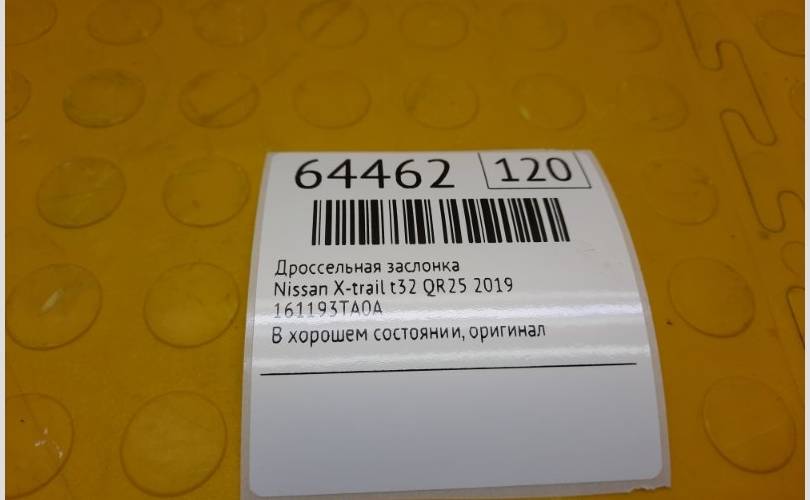 64462 120
Дроссельная заслонка
Nissan X-trail t32 QR25 2019
161193TA0A
В хорошем состоянии, оригинал